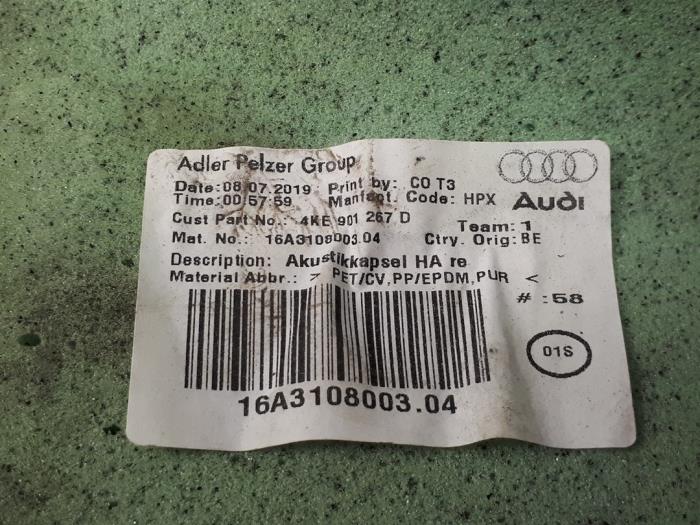 Adler Pelzer Group
Date:08.07.2019 Print by: CO T3
Time:00:57:59 Manfact. Code: HPX
Audi
Cust Part No.: 4KE 901 267 D
Team: 1
Mat. No.: 16A3108003.04 Ctry. Orig:BE
Description: Akustikkapsel HA re
Material Abbr.: > PET/CV,PP/EPDM,PUR <
# :58
01S
16A3108003.04